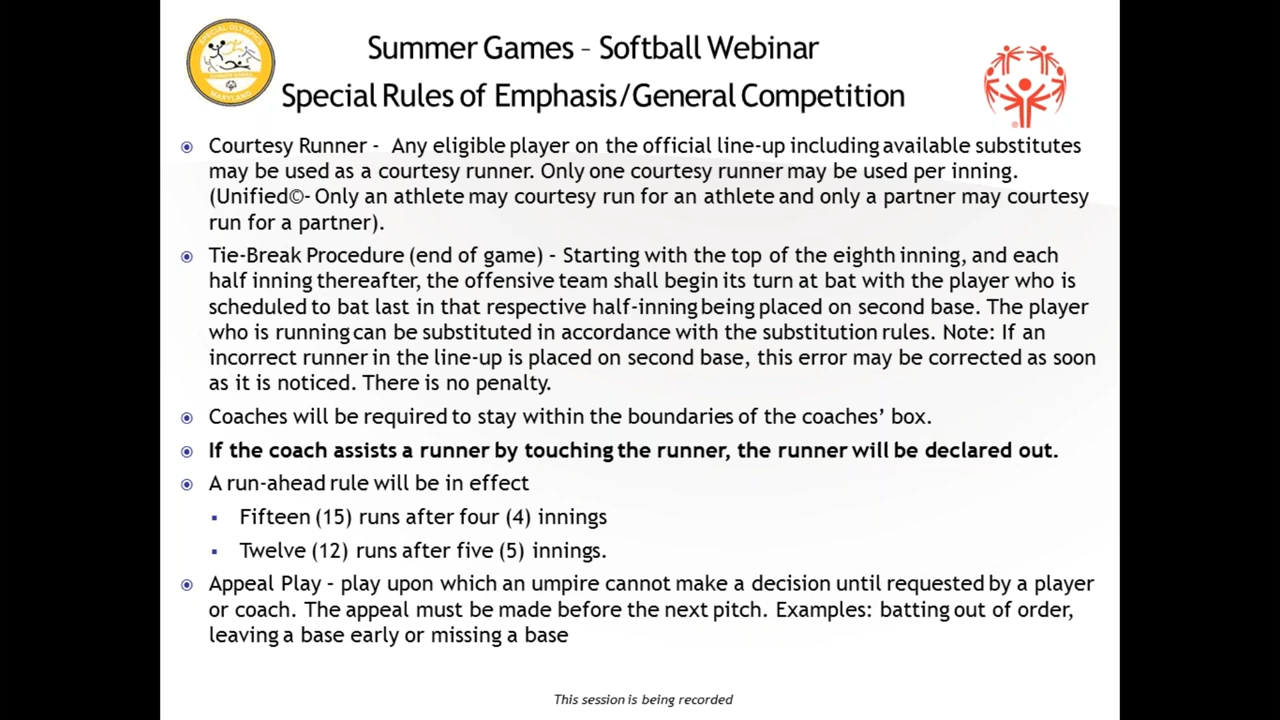 Summer Games – Softball Webinar
Special Rules of Emphasis/General Competition
Courtesy Runner - Any eligible player on the official line-up including available substitutes
may be used as a courtesy runner. Only one courtesy runner may be used per inning.
(Unified©- Only an athlete may courtesy run for an athlete and only a partner may courtesy
run for a partner).
Tie-Break Procedure (end of game) – Starting with the top of the eighth inning, and each
half inning thereafter, the offensive team shall begin its turn at bat with the player who is
scheduled to bat last in that respective half-inning being placed on second base. The player
who is running can be substituted in accordance with the substitution rules. Note: If an
incorrect runner in the line-up is placed on second base, this error may be corrected as soon
as it is noticed. There is no penalty.
Coaches will be required to stay within the boundaries of the coaches’ box.
If the coach assists a runner by touching the runner, the runner will be declared out.
A run-ahead rule will be in effect
Fifteen (15) runs after four (4) innings
Twelve (12) runs after five (5) innings.
Appeal Play – play upon which an umpire cannot make a decision until requested by a player
or coach. The appeal must be made before the next pitch. Examples: batting out of order,
leaving a base early or missing a base
This session is being recorded
SPECIAL OLYMPICS
MARYLAND